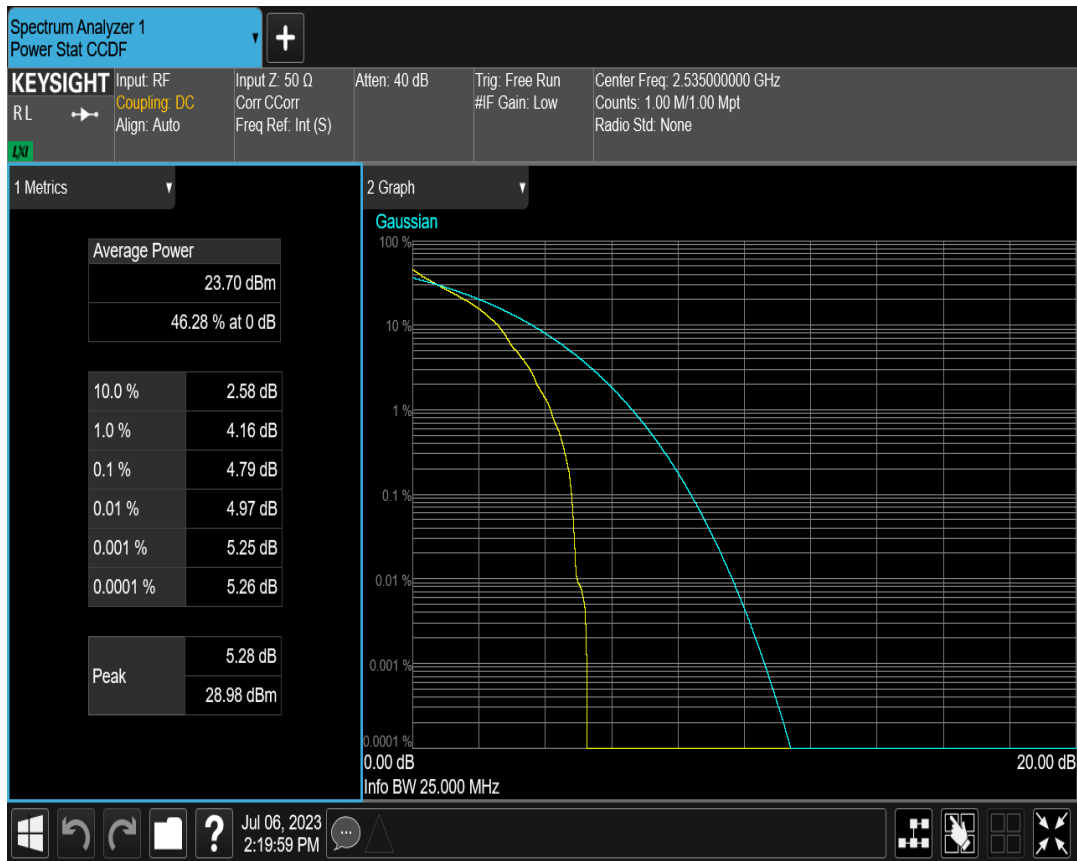 Spectrum Analyzer 1
Power Stat CCDF
+
KEYSIGHT
RL
LXI
Input: RF
Coupling: DC
Align: Auto
Input Z: 50 Ω
Corr CCorr
Freq Ref: Int (S)
Atten: 40 dB
Trig: Free Run
#IF Gain: Low
Center Freq: 2.535000000 GHz
Counts: 1.00 M/1.00 Mpt
Radio Std: None
1 Metrics
Average Power
23.70 dBm
46.28 % at 0 dB
10.0 % 2.58 dB
1.0 % 4.16 dB
0.1 % 4.79 dB
0.01 % 4.97 dB
0.001 % 5.25 dB
0.0001 % 5.26 dB
Peak
5.28 dB
28.98 dBm
2 Graph
Gaussian
100 %
10 %
1 %
0.1 %
0.01 %
0.001 %
0.0001 %
0.00 dB 20.00 dB
Info BW 25.000 MHz
?
Jul 06, 2023
2:19:59 PM